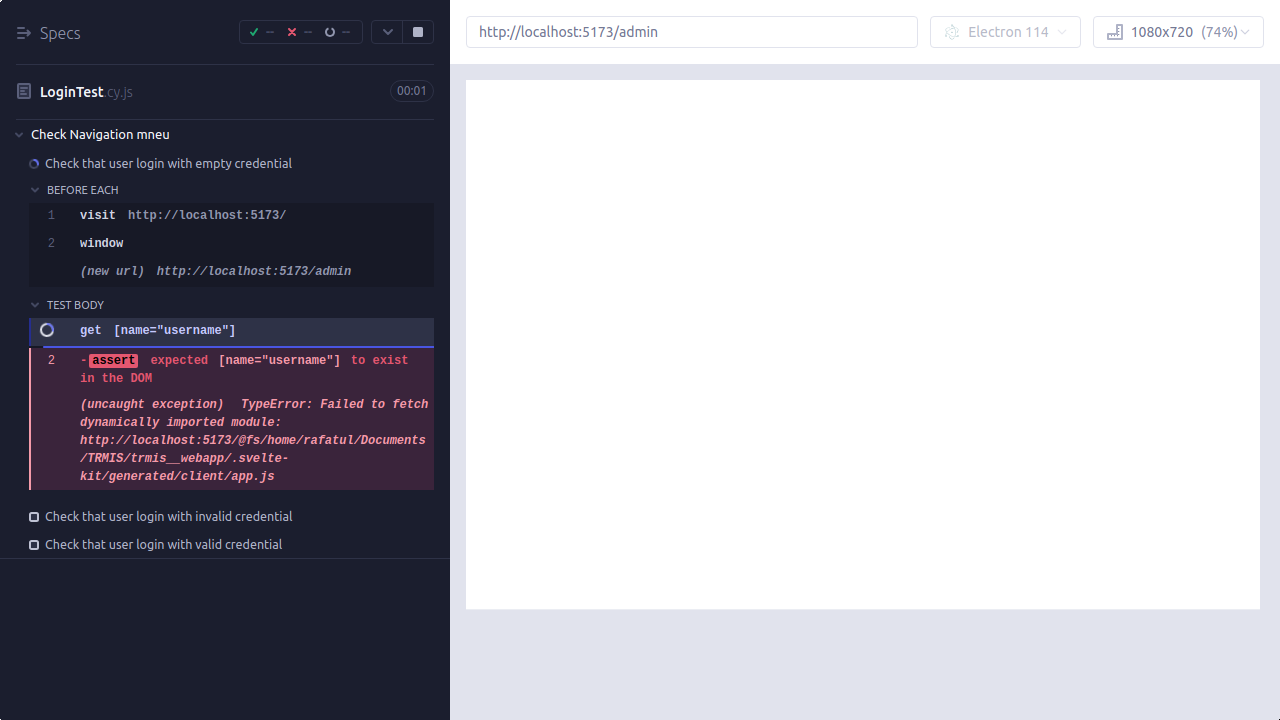 Specs
--
--
--
LoginTest.cy.js
00:01
Check Navigation mneu
Check that user login with empty credential
BEFORE EACH
1 visit http://localhost:5173/
2 window
(new url) http://localhost:5173/admin
TEST BODY
get [name="username"]
2 -assert expected [name="username"] to exist
in the DOM
(uncaught exception) TypeError: Failed to fetch
dynamically imported module:
http://localhost:5173/@fs/home/rafatul/Documents
/TRMIS/trmis__webapp/.svelte-
kit/generated/client/app.js
Check that user login with invalid credential
Check that user login with valid credential
http://localhost:5173/admin
Electron 114
1080x720 (74%)